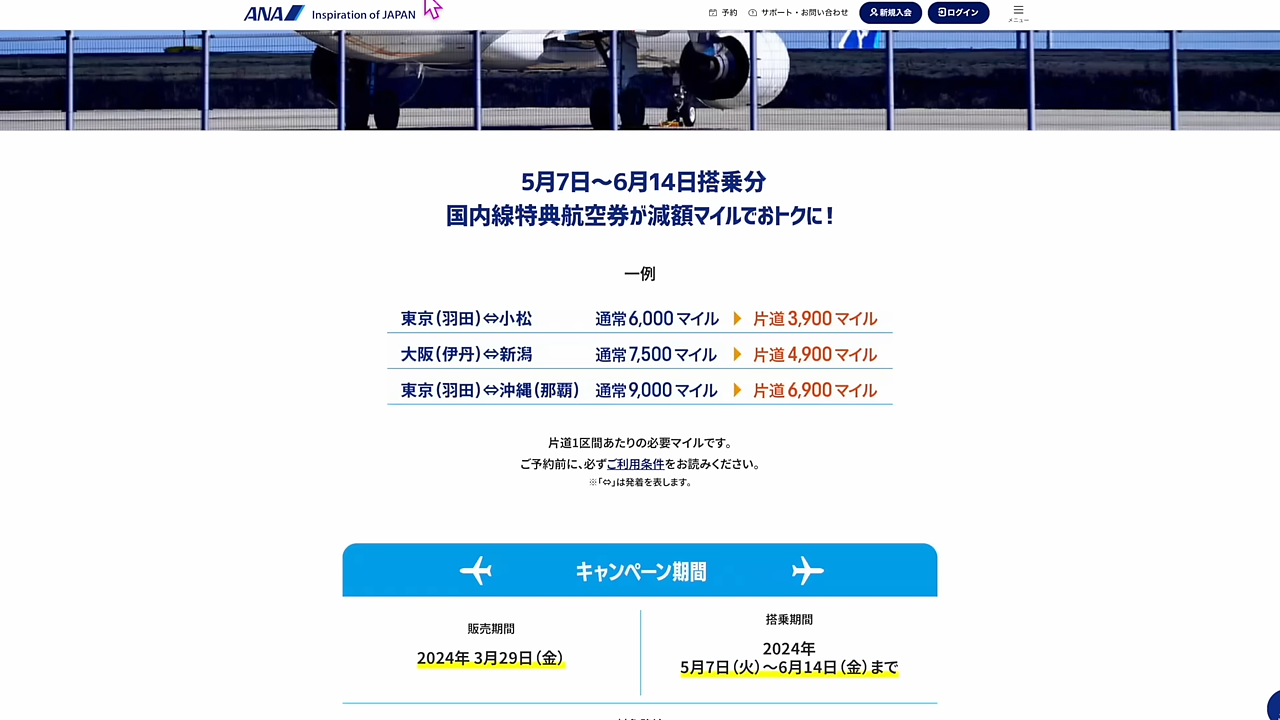 ANA Inspiration of JAPAN
予約 サポート・お問い合わせ 新規入会 ログイン
メニュー
5月7日～6月14日搭乗分
国内線特典航空券が減額マイルでおトクに！
一例
東京(羽田)⇔小松 通常6,000マイル ▶ 片道3,900マイル
大阪(伊丹)⇔新潟 通常7,500マイル ▶ 片道4,900マイル
東京(羽田)⇔沖縄(那覇) 通常9,000マイル ▶ 片道6,900マイル
片道1区間あたりの必要マイルです。
ご予約前に、必ずご利用条件をお読みください。
※「⇔」は発着を表します。
キャンペーン期間
販売期間
2024年 3月29日（金）
搭乗期間
2024年
5月7日（火）～6月14日（金）まで